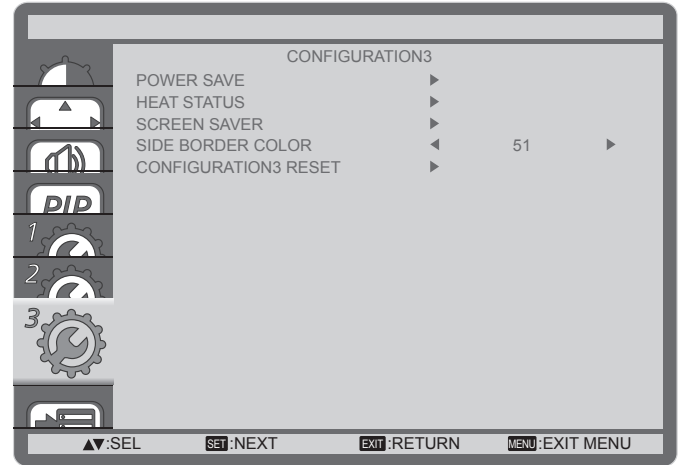 CONFIGURATION3
POWER SAVE ▶
HEAT STATUS ▶
SCREEN SAVER ▶
SIDE BORDER COLOR ◀ 51 ▶
CONFIGURATION3 RESET ▶
PIP
1
2
3
▲▼:SEL SET:NEXT EXIT:RETURN MENU:EXIT MENU